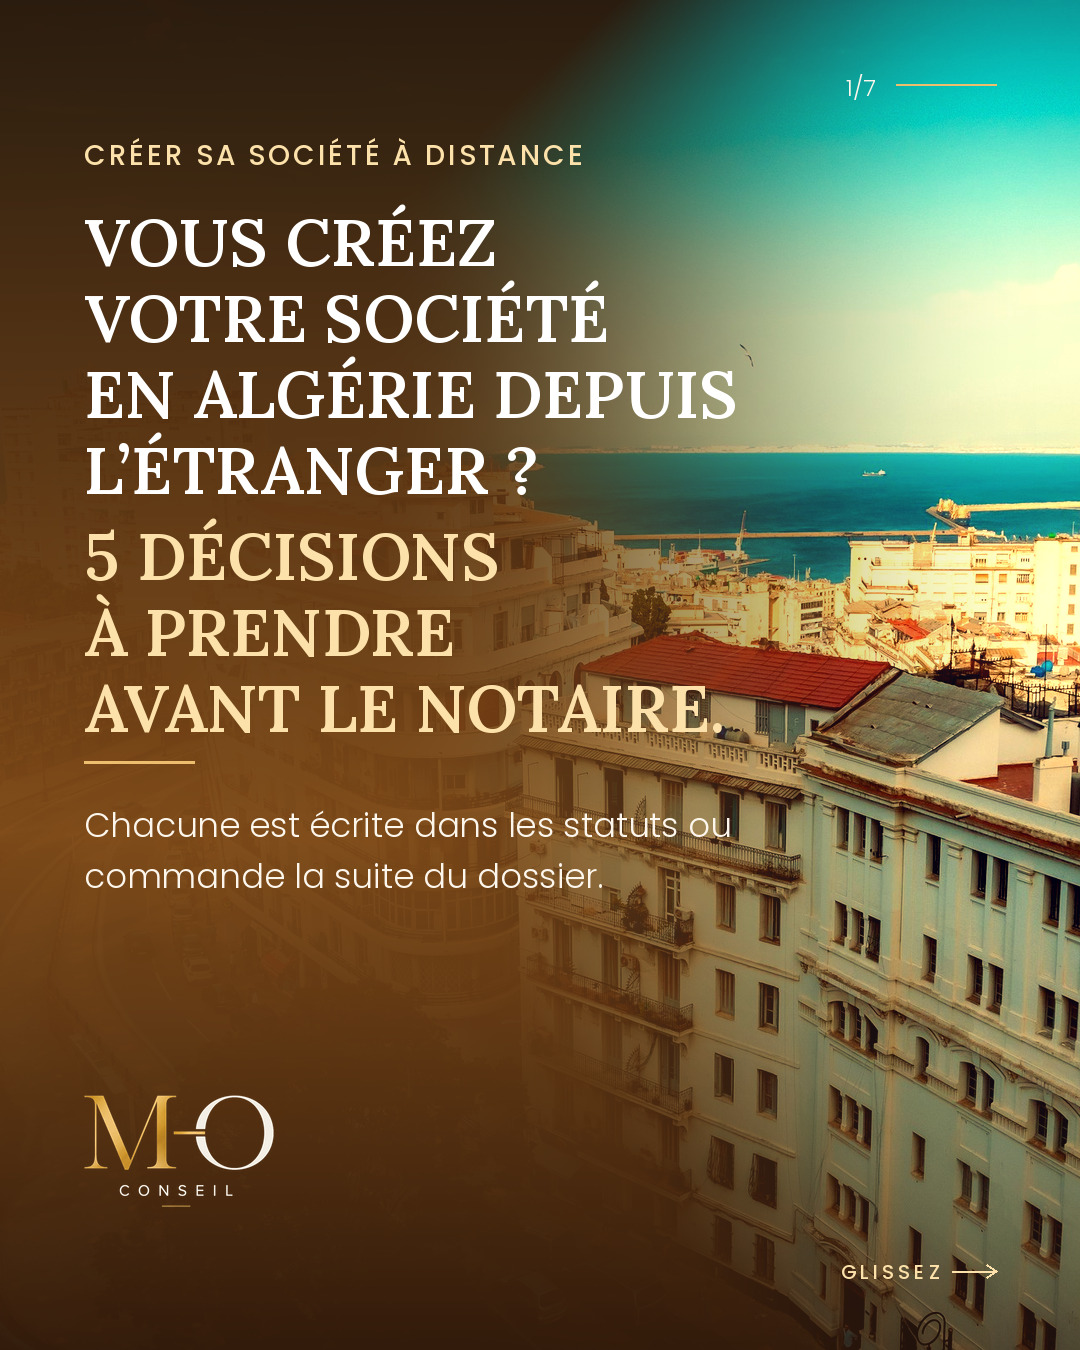 1/7
CRÉER SA SOCIÉTÉ À DISTANCE
VOUS CRÉEZ
VOTRE SOCIÉTÉ
EN ALGÉRIE DEPUIS
L’ÉTRANGER ?
5 DÉCISIONS
À PRENDRE
AVANT LE NOTAIRE.
Chacune est écrite dans les statuts ou
commande la suite du dossier.
M-O
CONSEIL
GLISSEZ